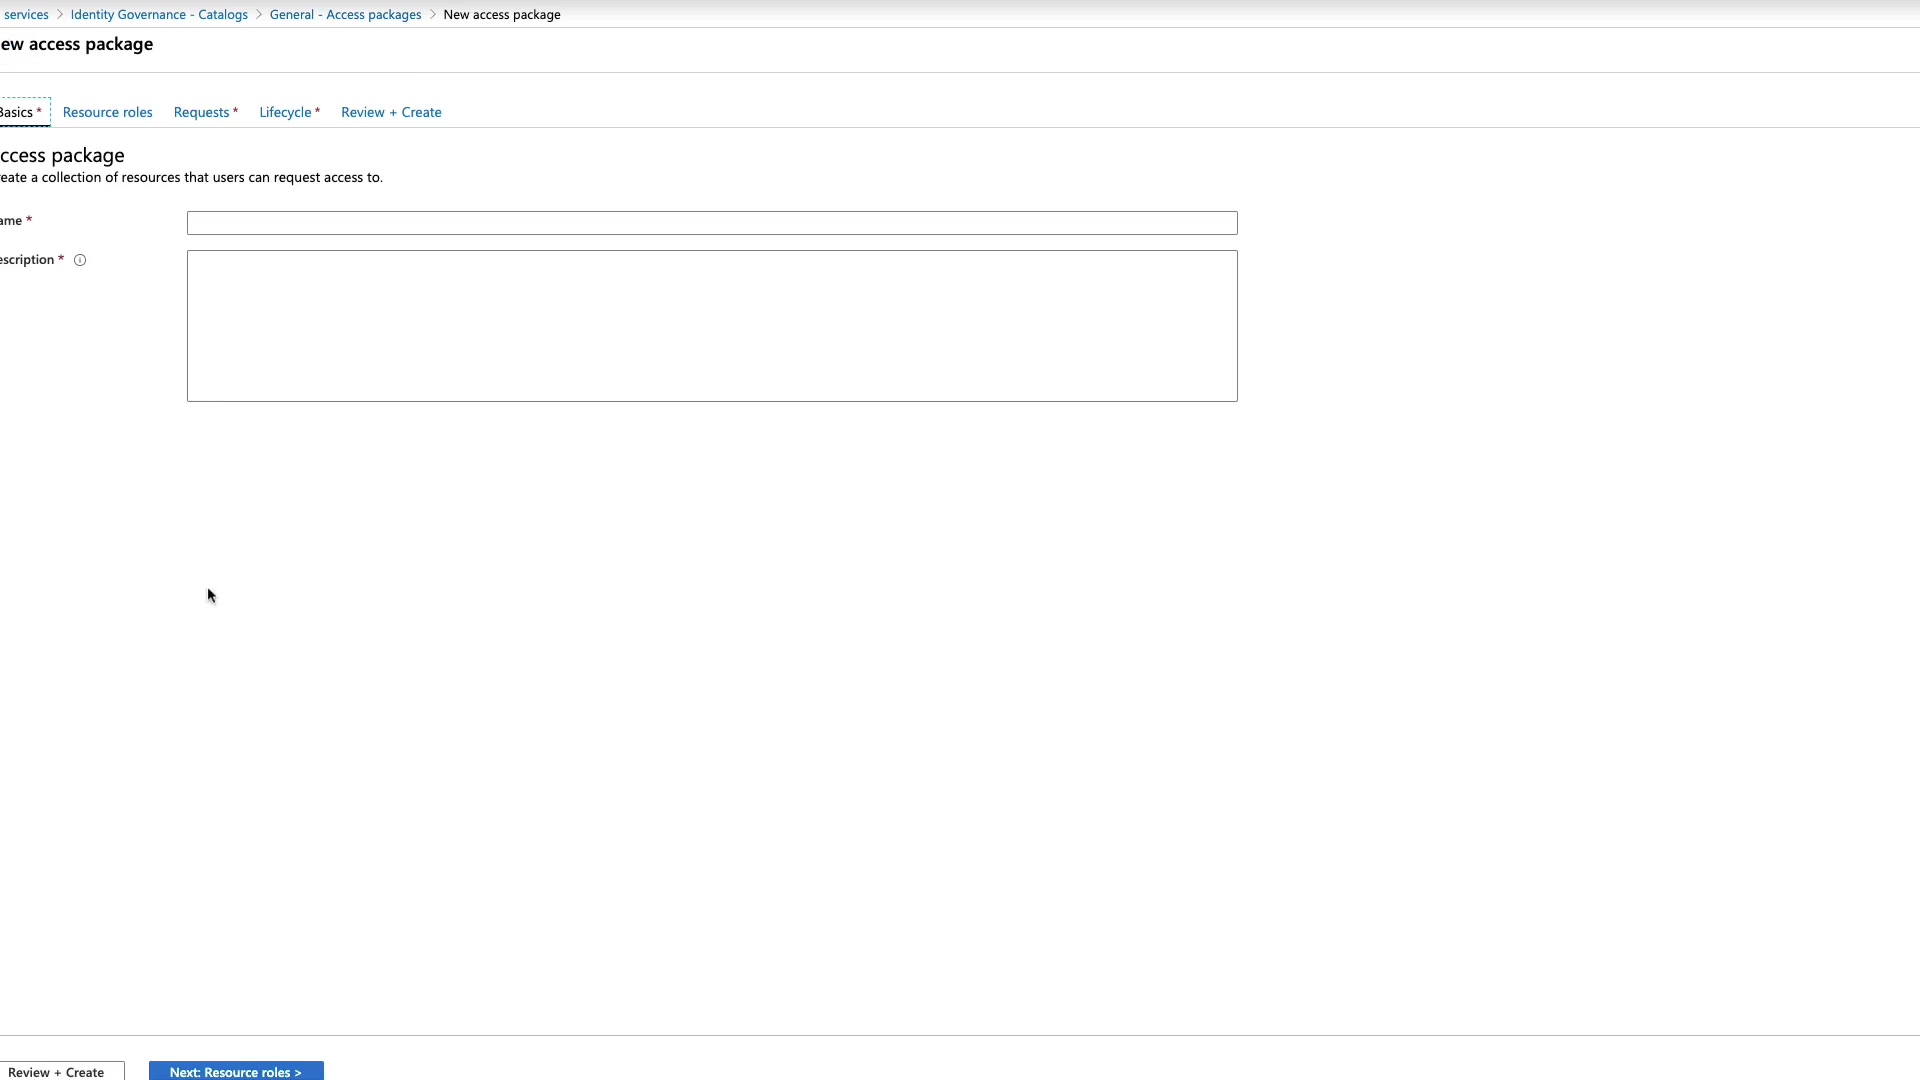 services > Identity Governance - Catalogs > General - Access packages > New access package
ew access package
Basics * Resource roles Requests * Lifecycle * Review + Create
ccess package
eate a collection of resources that users can request access to.
ame *
escription *
Review + Create Next: Resource roles >